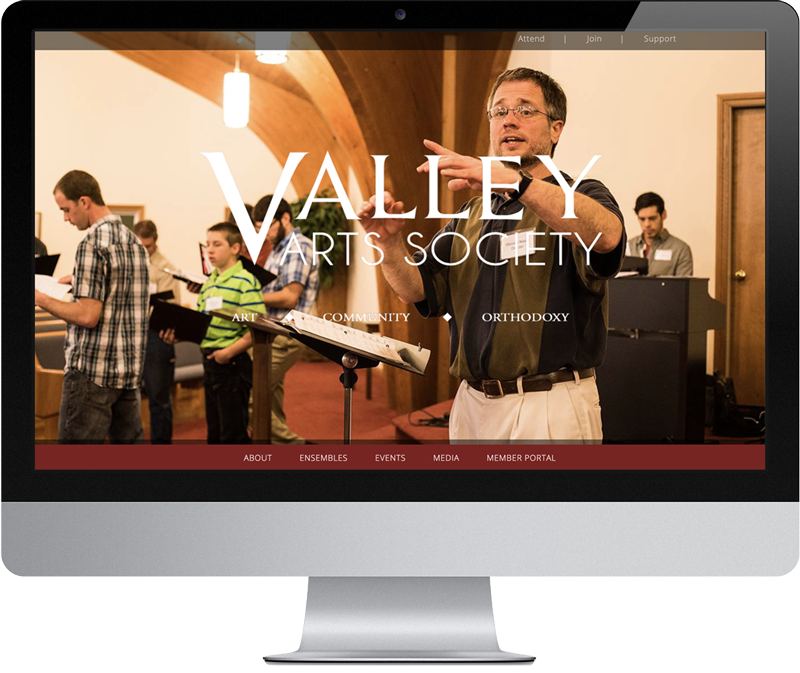 Attend | Join | Support
VALLEY
ARTS SOCIETY
ART ◆ COMMUNITY ◆ ORTHODOXY
ABOUT ENSEMBLES EVENTS MEDIA MEMBER PORTAL